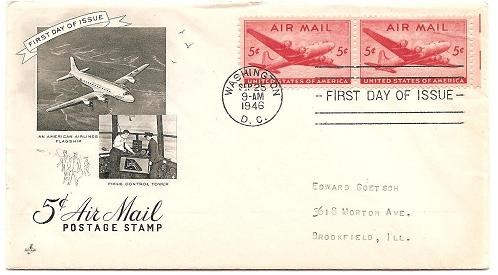 FIRST DAY OF ISSUE
AIR MAIL
5¢ 5¢
UNITED STATES OF AMERICA
AIR MAIL
5¢ 5¢
UNITED STATES OF AMERICA
WASHINGTON
SEP 25
9-AM
1946
D. C.
FIRST DAY OF ISSUE
AN AMERICAN AIRLINES
FLAGSHIP
FIELD CONTROL TOWER
5¢ Air Mail
POSTAGE STAMP
Edward Goetsch
3618 Morton Ave.
Brookfield, Ill.